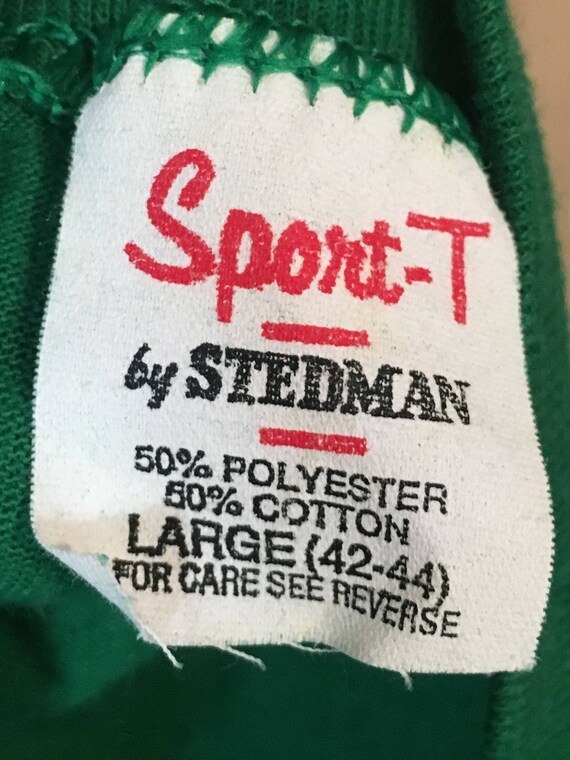 Sport-T
by STEDMAN
50% POLYESTER
50% COTTON
LARGE (42-44)
FOR CARE SEE REVERSE